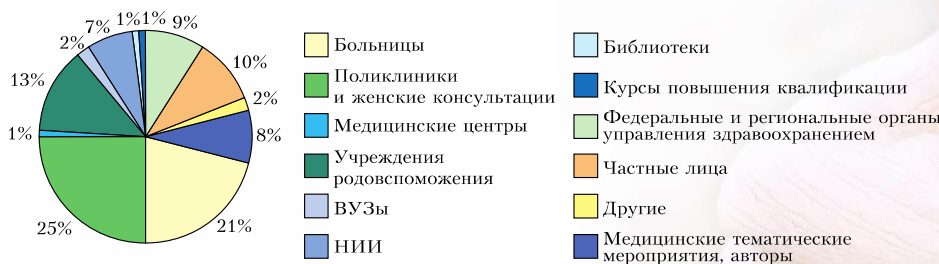 1%
1%
9%
10%
2%
8%
21%
25%
1%
13%
2%
7%
Больницы
Поликлиники
и женские консультации
Медицинские центры
Учреждения
родовспоможения
ВУЗы
НИИ
Библиотеки
Курсы повышения квалификации
Федеральные и региональные органы
управления здравоохранением
Частные лица
Другие
Медицинские тематические
мероприятия, авторы